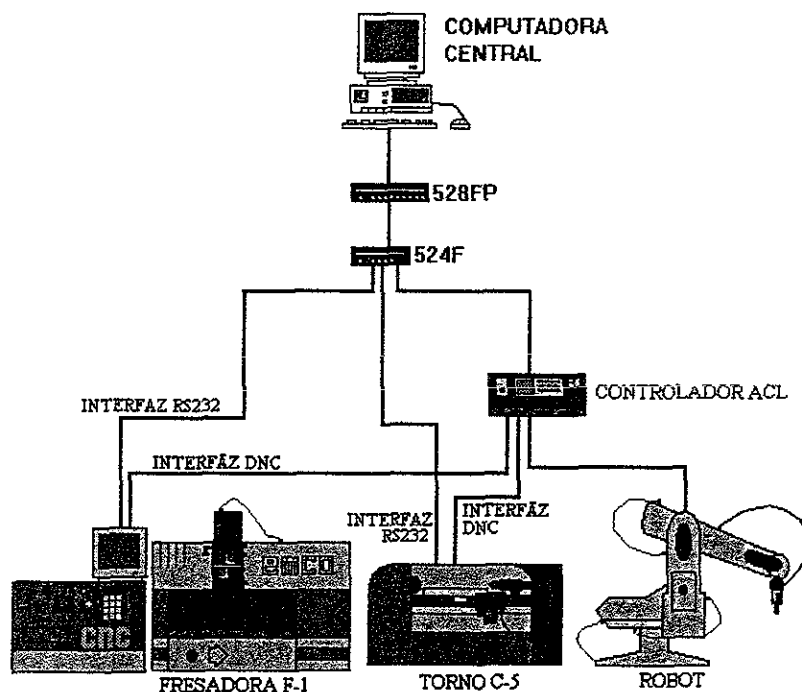 COMPUTADORA
CENTRAL
528FP
524F
CONTROLADOR ACL
INTERFAZ RS232
INTERFÁZ DNC
INTERFAZ
RS232
INTERFÁZ
DNC
emco
CNC
FRESADORA F-1
TORNO C-5
ROBOT